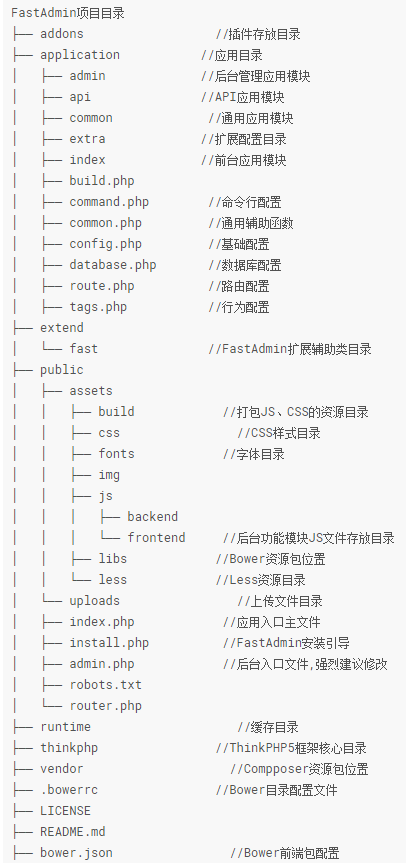 FastAdmin项目目录
├── addons                    //插件存放目录
├── application           //应用目录
│   ├── admin             //后台管理应用模块
│   ├── api               //API应用模块
│   ├── common             //通用应用模块
│   ├── extra             //扩展配置目录
│   ├── index             //前台应用模块
│   ├── build.php
│   ├── command.php        //命令行配置
│   ├── common.php         //通用辅助函数
│   ├── config.php         //基础配置
│   ├── database.php       //数据库配置
│   ├── route.php          //路由配置
│   ├── tags.php           //行为配置
├── extend
│   └── fast               //FastAdmin扩展辅助类目录
├── public
│   ├── assets
│   │   ├── build            //打包JS、CSS的资源目录
│   │   ├── css                //CSS样式目录
│   │   ├── fonts            //字体目录
│   │   ├── img
│   │   ├── js
│   │   │   ├── backend
│   │   │   └── frontend     //后台功能模块JS文件存放目录
│   │   ├── libs            //Bower资源包位置
│   │   └── less            //Less资源目录
│   └── uploads                //上传文件目录
│   ├── index.php            //应用入口主文件
│   ├── install.php          //FastAdmin安装引导
│   ├── admin.php            //后台入口文件,强烈建议修改
│   ├── robots.txt
│   └── router.php
├── runtime                    //缓存目录
├── thinkphp                //ThinkPHP5框架核心目录
├── vendor                    //Compposer资源包位置
├── .bowerrc                //Bower目录配置文件
├── LICENSE
├── README.md
├── bower.json                //Bower前端包配置